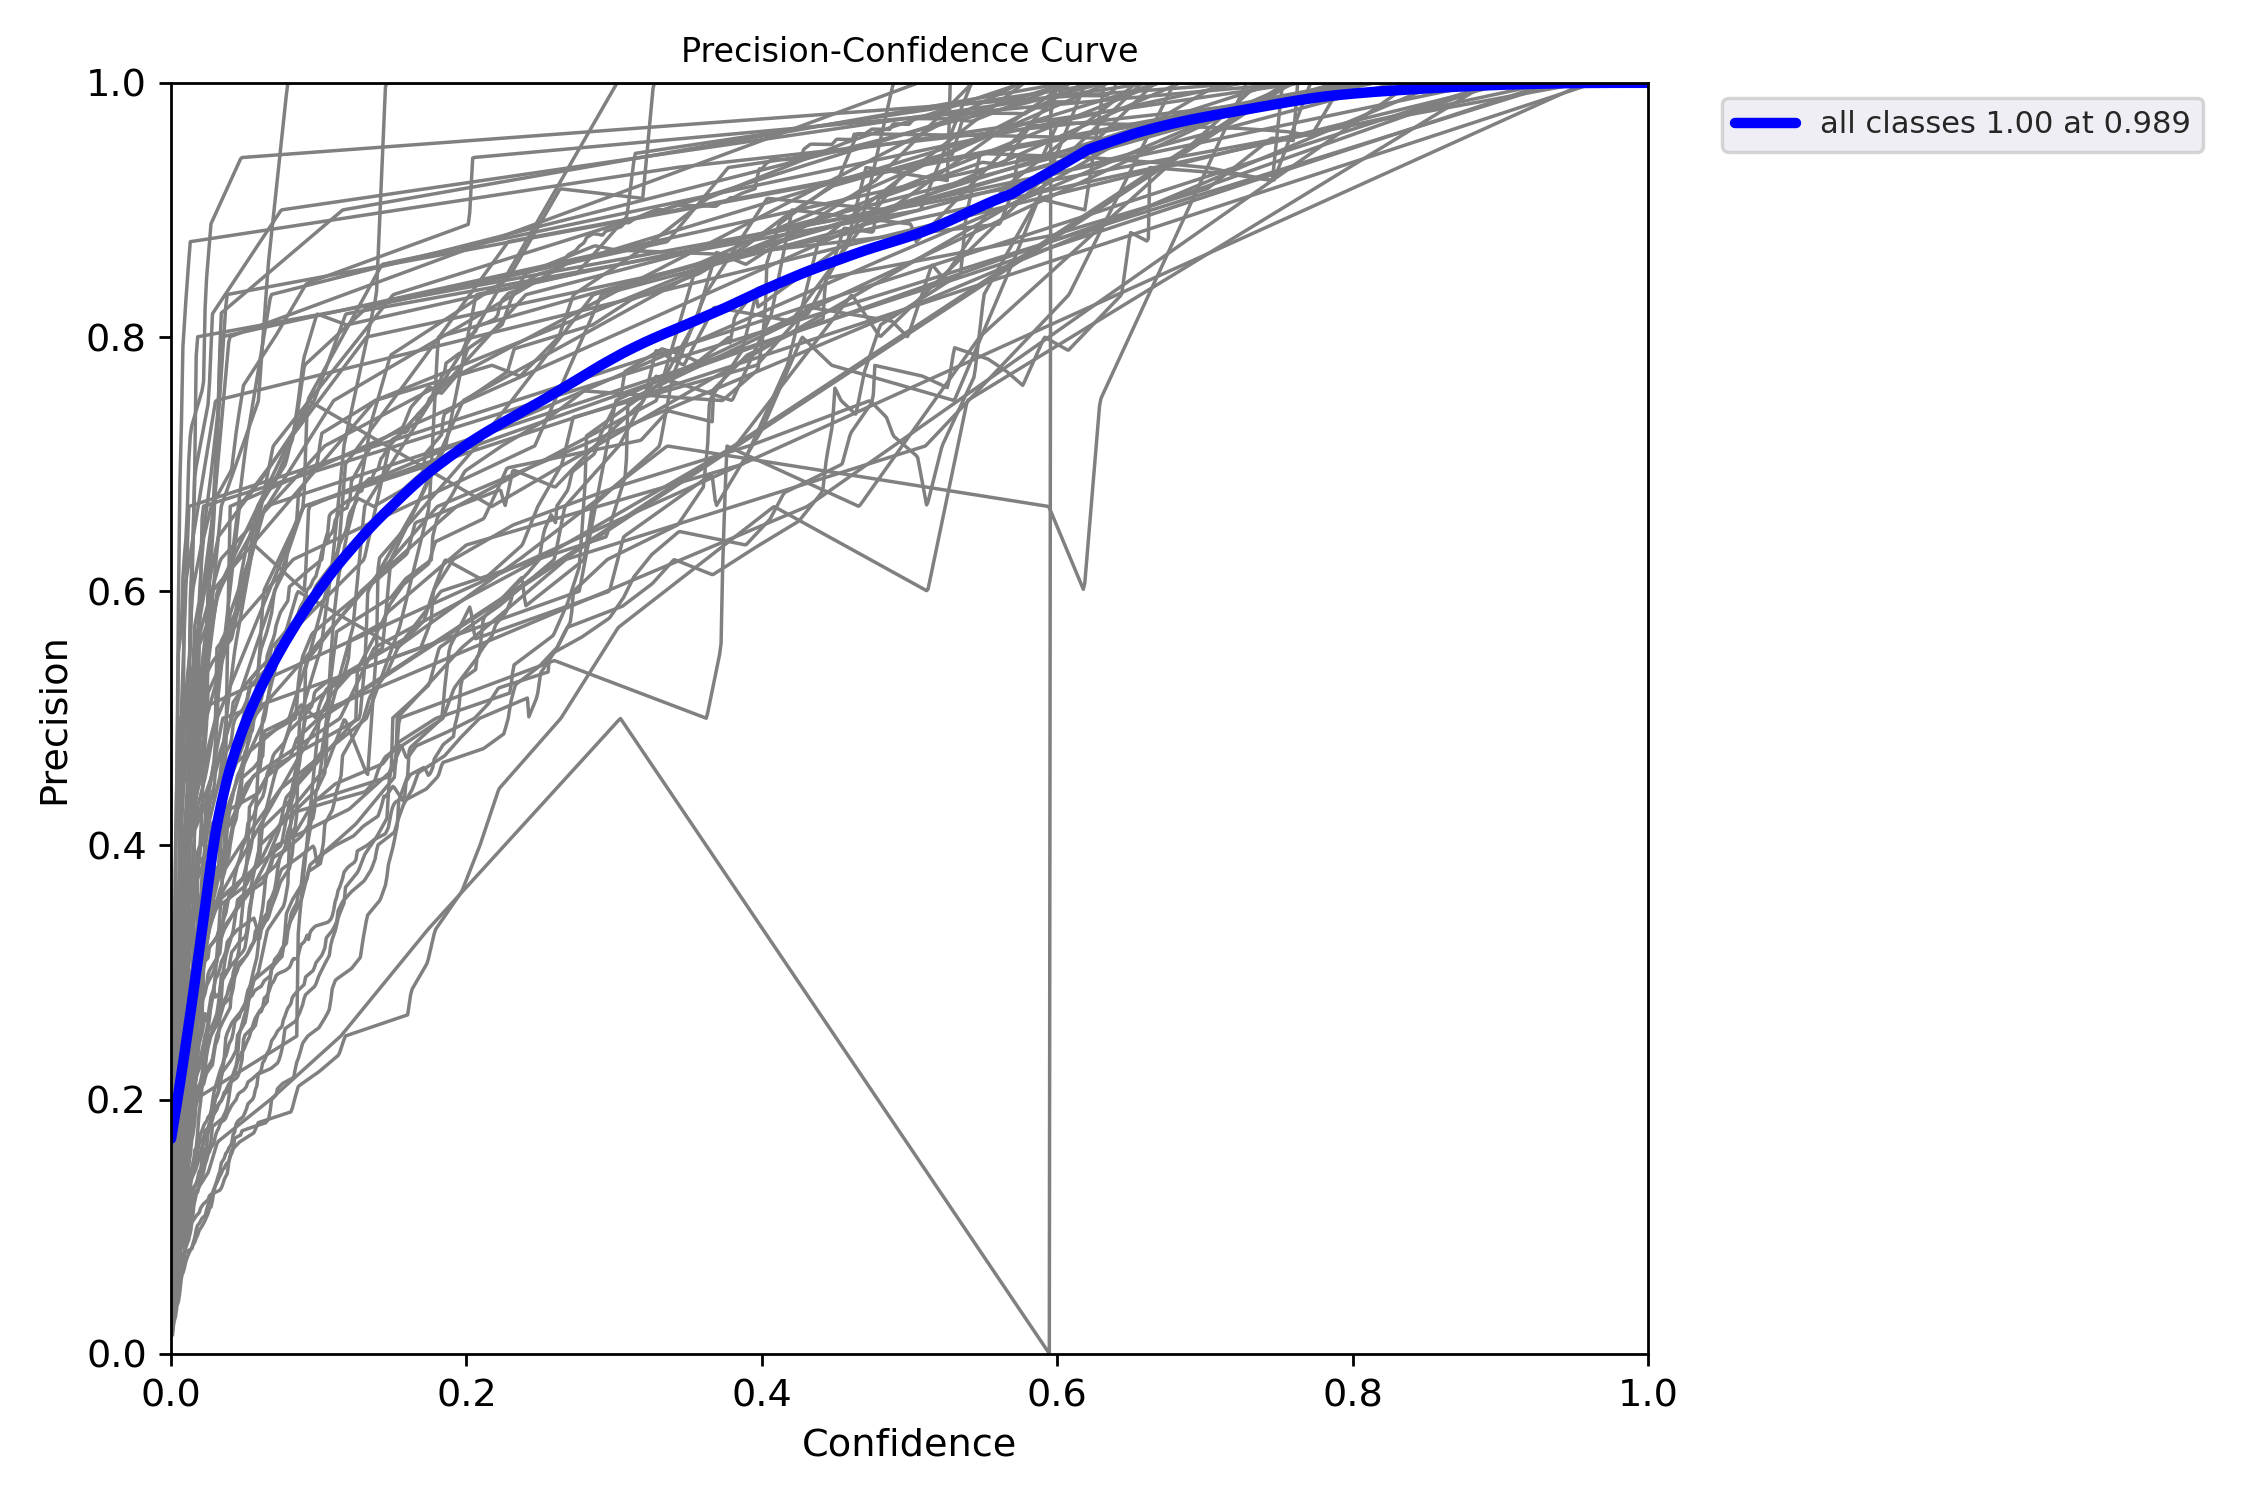 Precision-Confidence Curve
all classes 1.00 at 0.989
1.0
0.8
0.6
0.4
0.2
0.0
Precision
0.0 0.2 0.4 0.6 0.8 1.0
Confidence